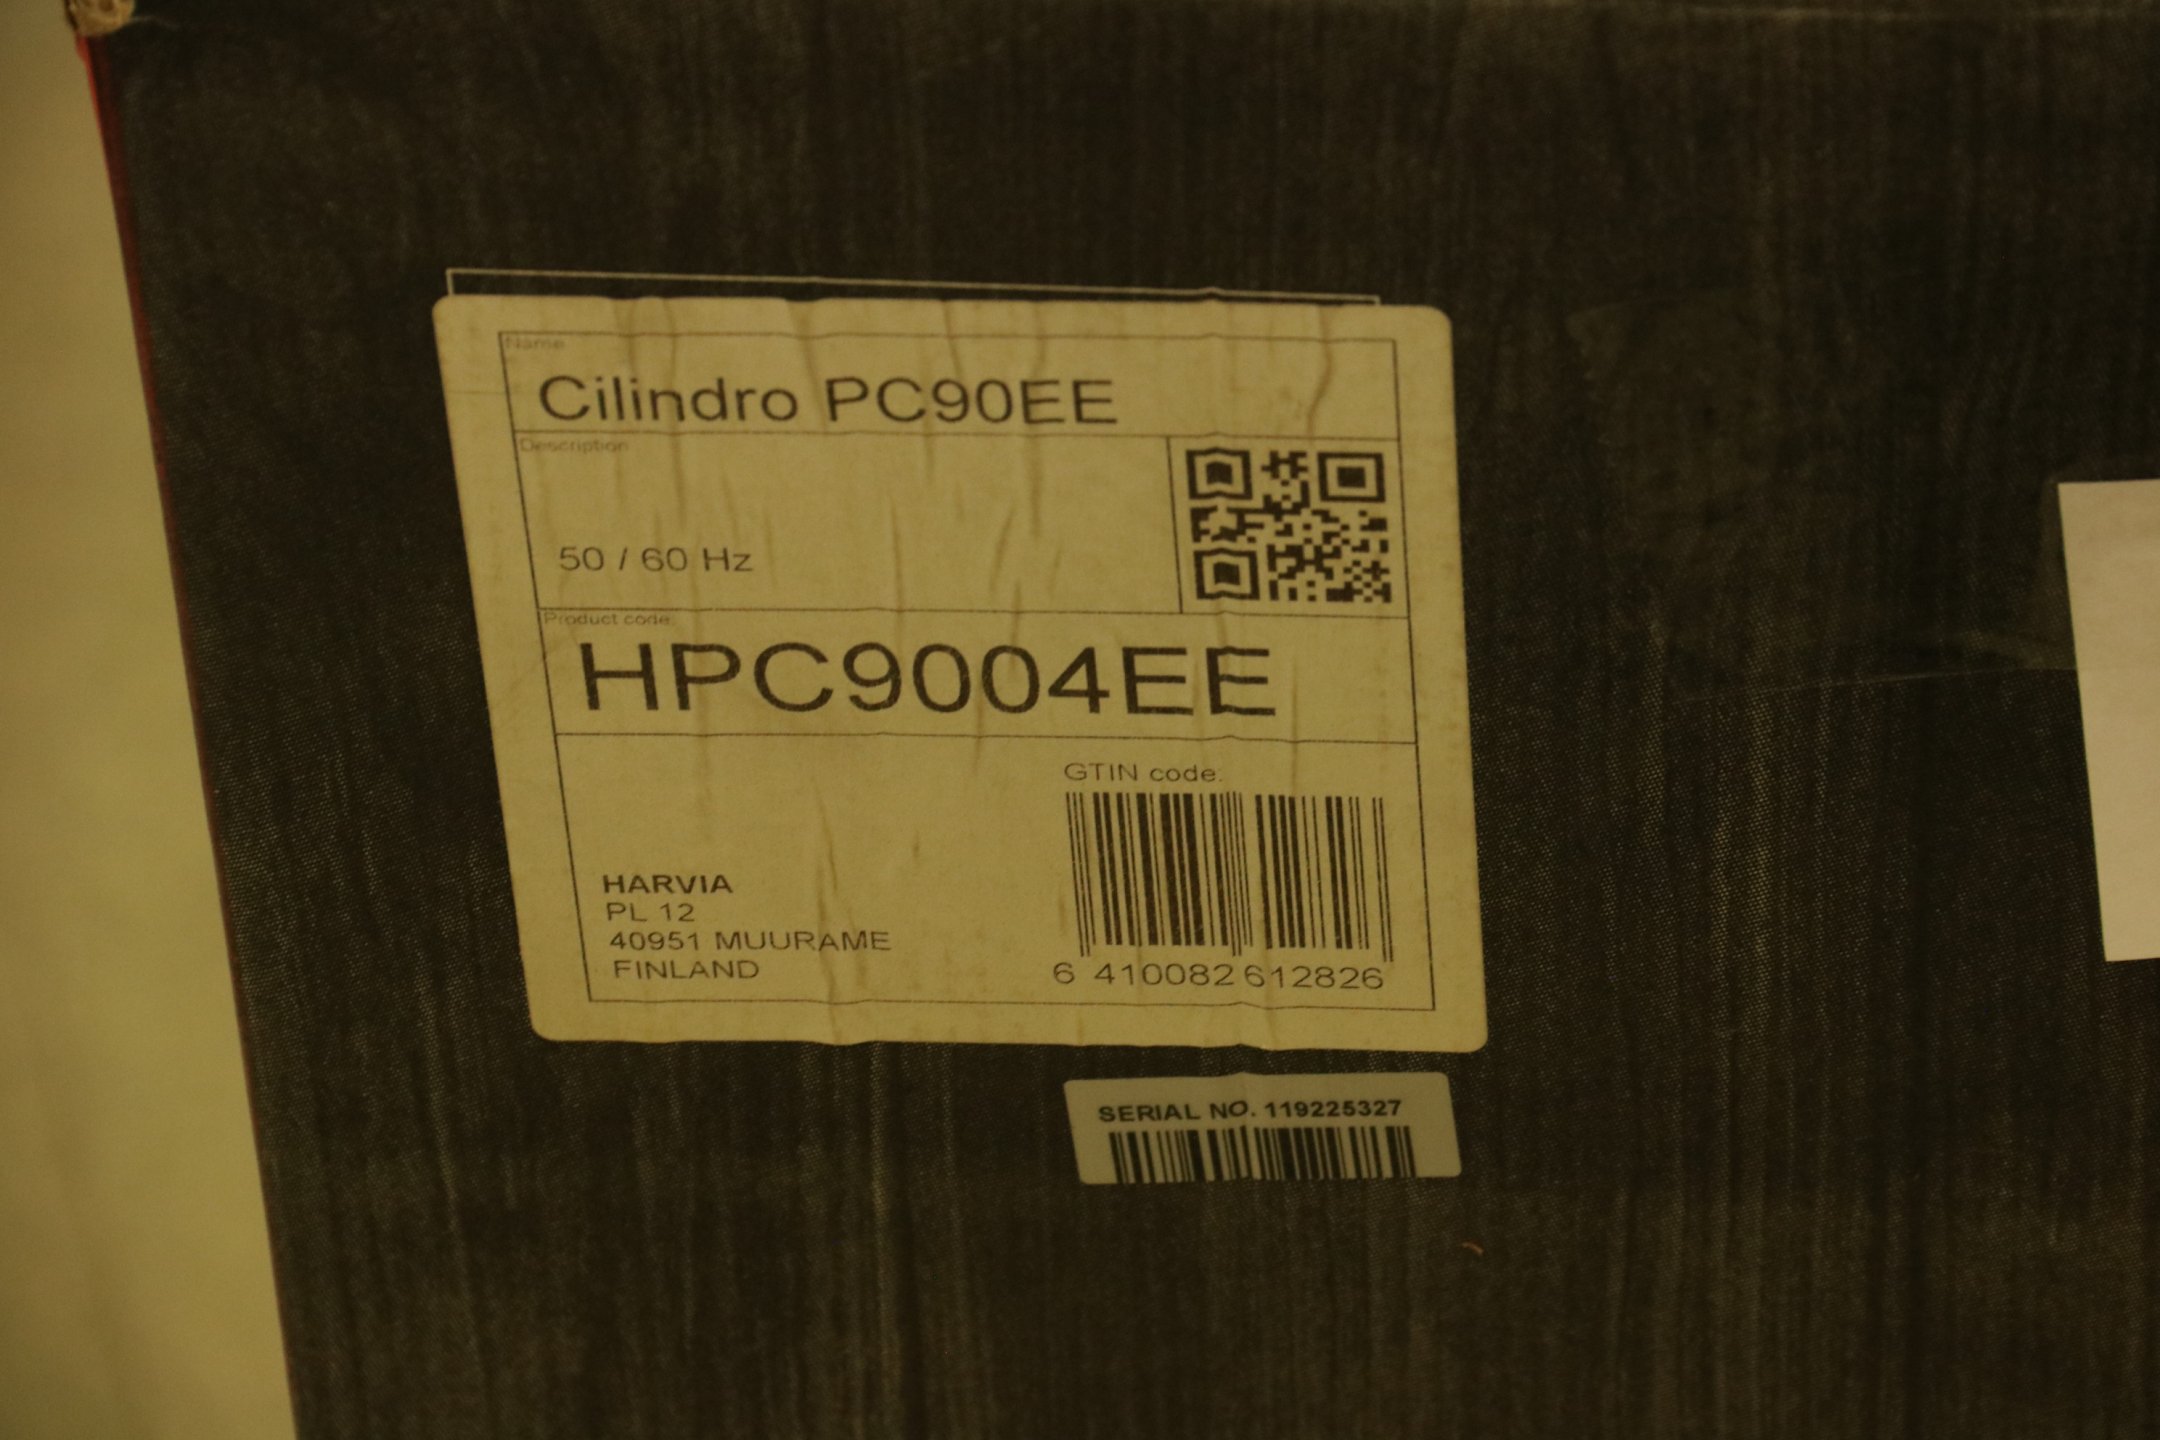 Name
Cilindro PC90EE
Description
50 / 60 Hz
Product code:
HPC9004EE
GTIN code:
HARVIA
PL 12
40951 MUURAME
FINLAND
6 410082 612826
SERIAL NO. 119225327